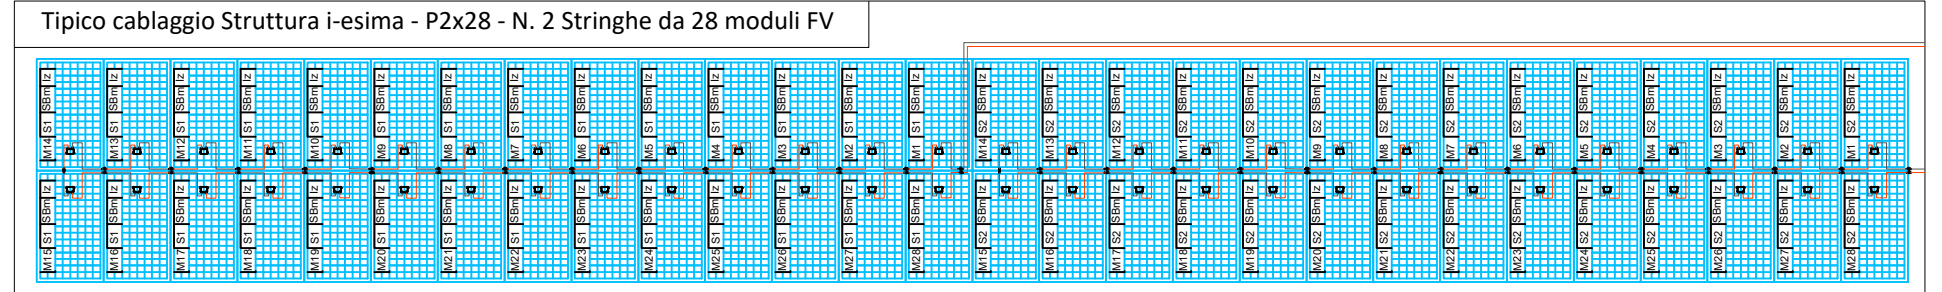 Tipico cablaggio Struttura i-esima - P2x28 - N. 2 Stringhe da 28 moduli FV
M14 S1 SBm Iz
M13 S1 SBm Iz
M12 S1 SBm Iz
M11 S1 SBm Iz
M10 S1 SBm Iz
M9 S1 SBm Iz
M8 S1 SBm Iz
M7 S1 SBm Iz
M6 S1 SBm Iz
M5 S1 SBm Iz
M4 S1 SBm Iz
M3 S1 SBm Iz
M2 S1 SBm Iz
M1 S1 SBm Iz
M14 S2 SBm Iz
M13 S2 SBm Iz
M12 S2 SBm Iz
M11 S2 SBm Iz
M10 S2 SBm Iz
M9 S2 SBm Iz
M8 S2 SBm Iz
M7 S2 SBm Iz
M6 S2 SBm Iz
M5 S2 SBm Iz
M4 S2 SBm Iz
M3 S2 SBm Iz
M2 S2 SBm Iz
M1 S2 SBm Iz
M15 S1 SBm Iz
M16 S1 SBm Iz
M17 S1 SBm Iz
M18 S1 SBm Iz
M19 S1 SBm Iz
M20 S1 SBm Iz
M21 S1 SBm Iz
M22 S1 SBm Iz
M23 S1 SBm Iz
M24 S1 SBm Iz
M25 S1 SBm Iz
M26 S1 SBm Iz
M27 S1 SBm Iz
M28 S1 SBm Iz
M15 S2 SBm Iz
M16 S2 SBm Iz
M17 S2 SBm Iz
M18 S2 SBm Iz
M19 S2 SBm Iz
M20 S2 SBm Iz
M21 S2 SBm Iz
M22 S2 SBm Iz
M23 S2 SBm Iz
M24 S2 SBm Iz
M25 S2 SBm Iz
M26 S2 SBm Iz
M27 S2 SBm Iz
M28 S2 SBm Iz